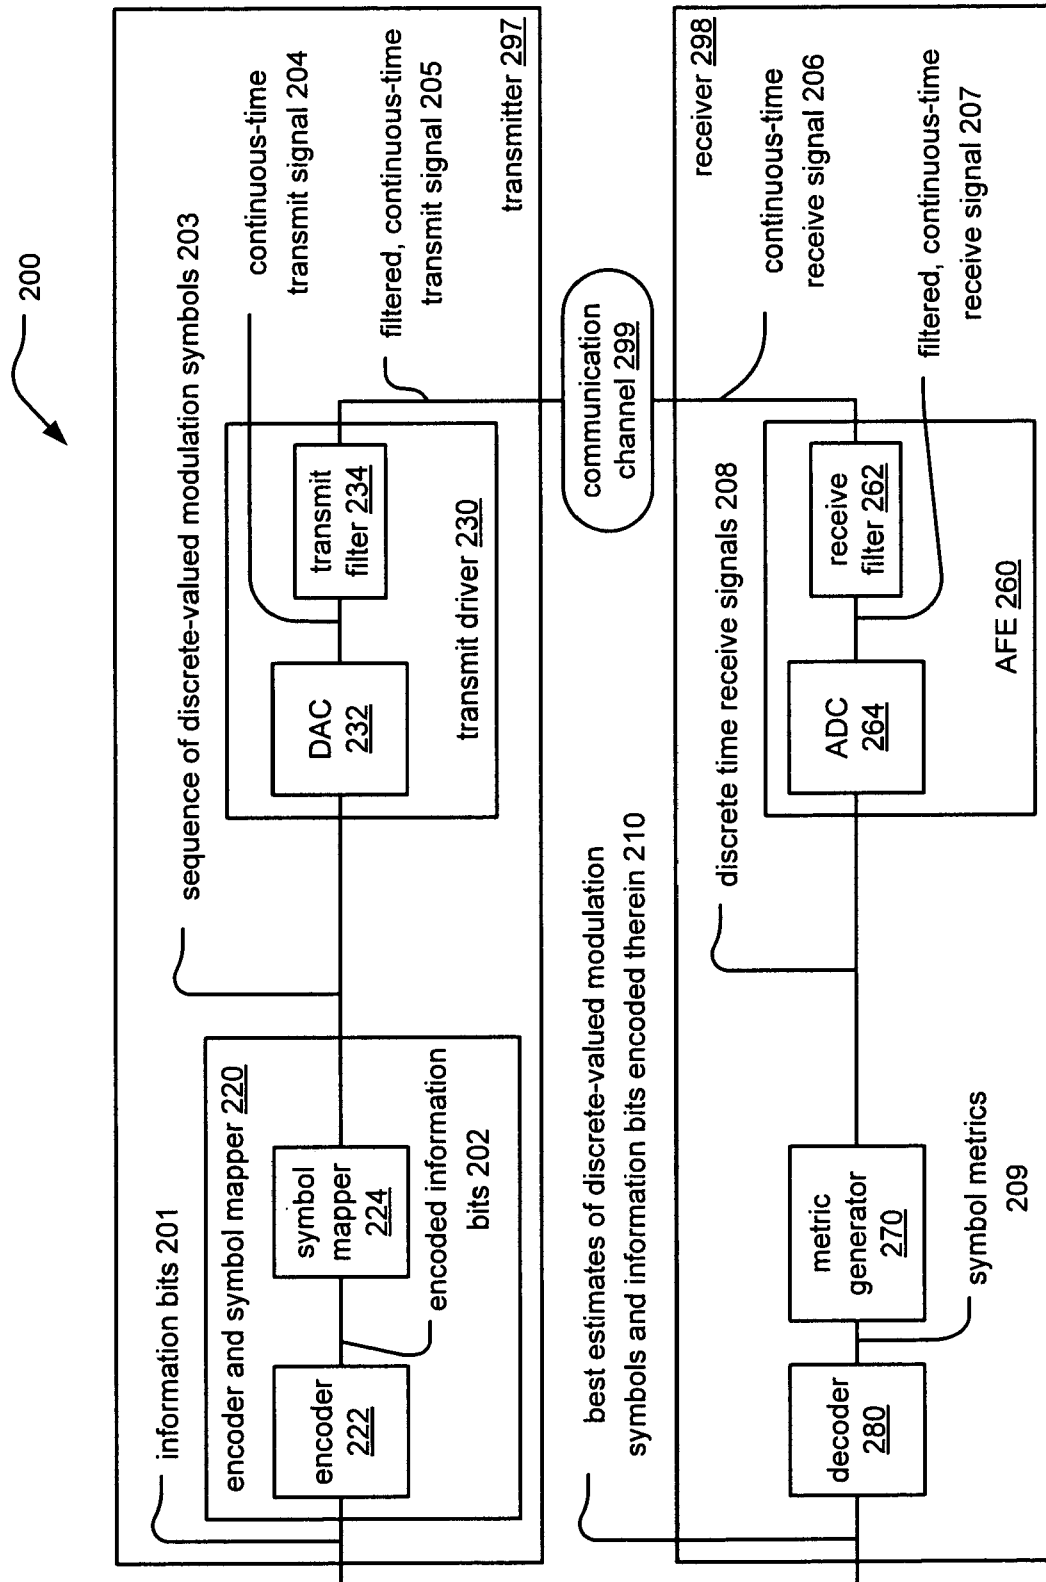 200
information bits 201
sequence of discrete-valued modulation symbols 203
continuous-time
transmit signal 204
filtered, continuous-time
transmit signal 205
encoder and symbol mapper 220
encoder
222
symbol
mapper
224
encoded information
bits 202
DAC
232
transmit
filter 234
transmit driver 230
transmitter 297
communication
channel 299
best estimates of discrete-valued modulation
symbols and information bits encoded therein 210
discrete time receive signals 208
receiver 298
continuous-time
receive signal 206
filtered, continuous-time
receive signal 207
decoder
280
metric
generator
270
symbol metrics
209
ADC
264
receive
filter 262
AFE 260